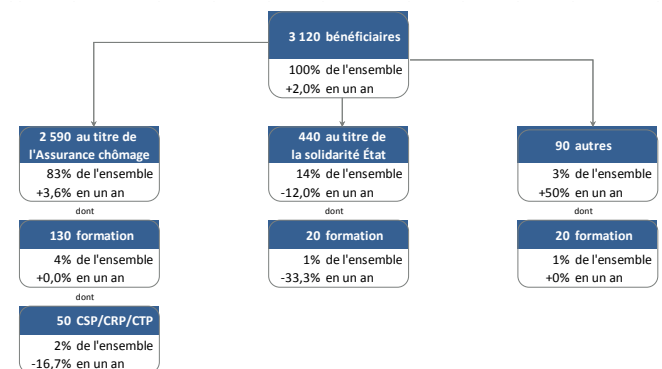 3 120 bénéficiaires
100% de l'ensemble
+2,0% en un an
2 590 au titre de
l'Assurance chômage
83% de l'ensemble
+3,6% en un an
dont
130 formation
4% de l'ensemble
+0,0% en un an
dont
50 CSP/CRP/CTP
2% de l'ensemble
-16,7% en un an
440 au titre de
la solidarité État
14% de l'ensemble
-12,0% en un an
dont
20 formation
1% de l'ensemble
-33,3% en un an
90 autres
3% de l'ensemble
+50% en un an
dont
20 formation
1% de l'ensemble
+0% en un an